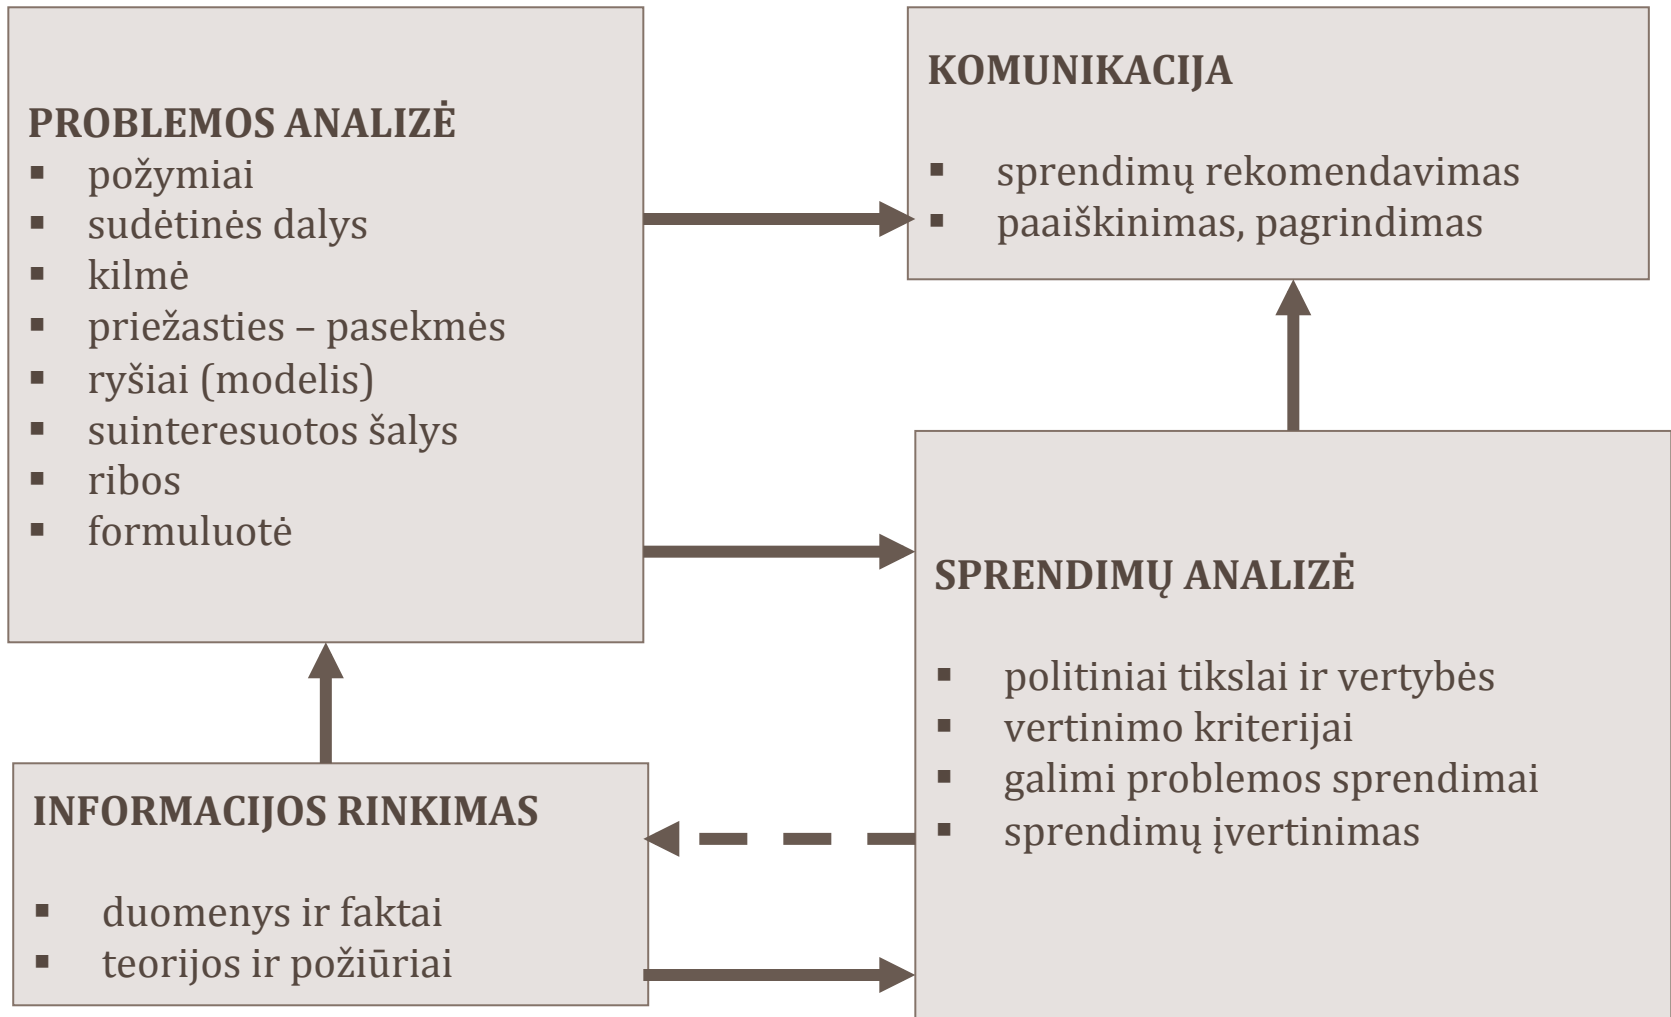 PROBLEMOS ANALIZĖ
▪ požymiai
▪ sudėtinės dalys
▪ kilmė
▪ priežasties – pasekmės
▪ ryšiai (modelis)
▪ suinteresuotos šalys
▪ ribos
▪ formuluotė
KOMUNIKACIJA
▪ sprendimų rekomendavimas
▪ paaiškinimas, pagrindimas
INFORMACIJOS RINKIMAS
▪ duomenys ir faktai
▪ teorijos ir požiūriai
SPRENDIMŲ ANALIZĖ
▪ politiniai tikslai ir vertybės
▪ vertinimo kriterijai
▪ galimi problemos sprendimai
▪ sprendimų įvertinimas